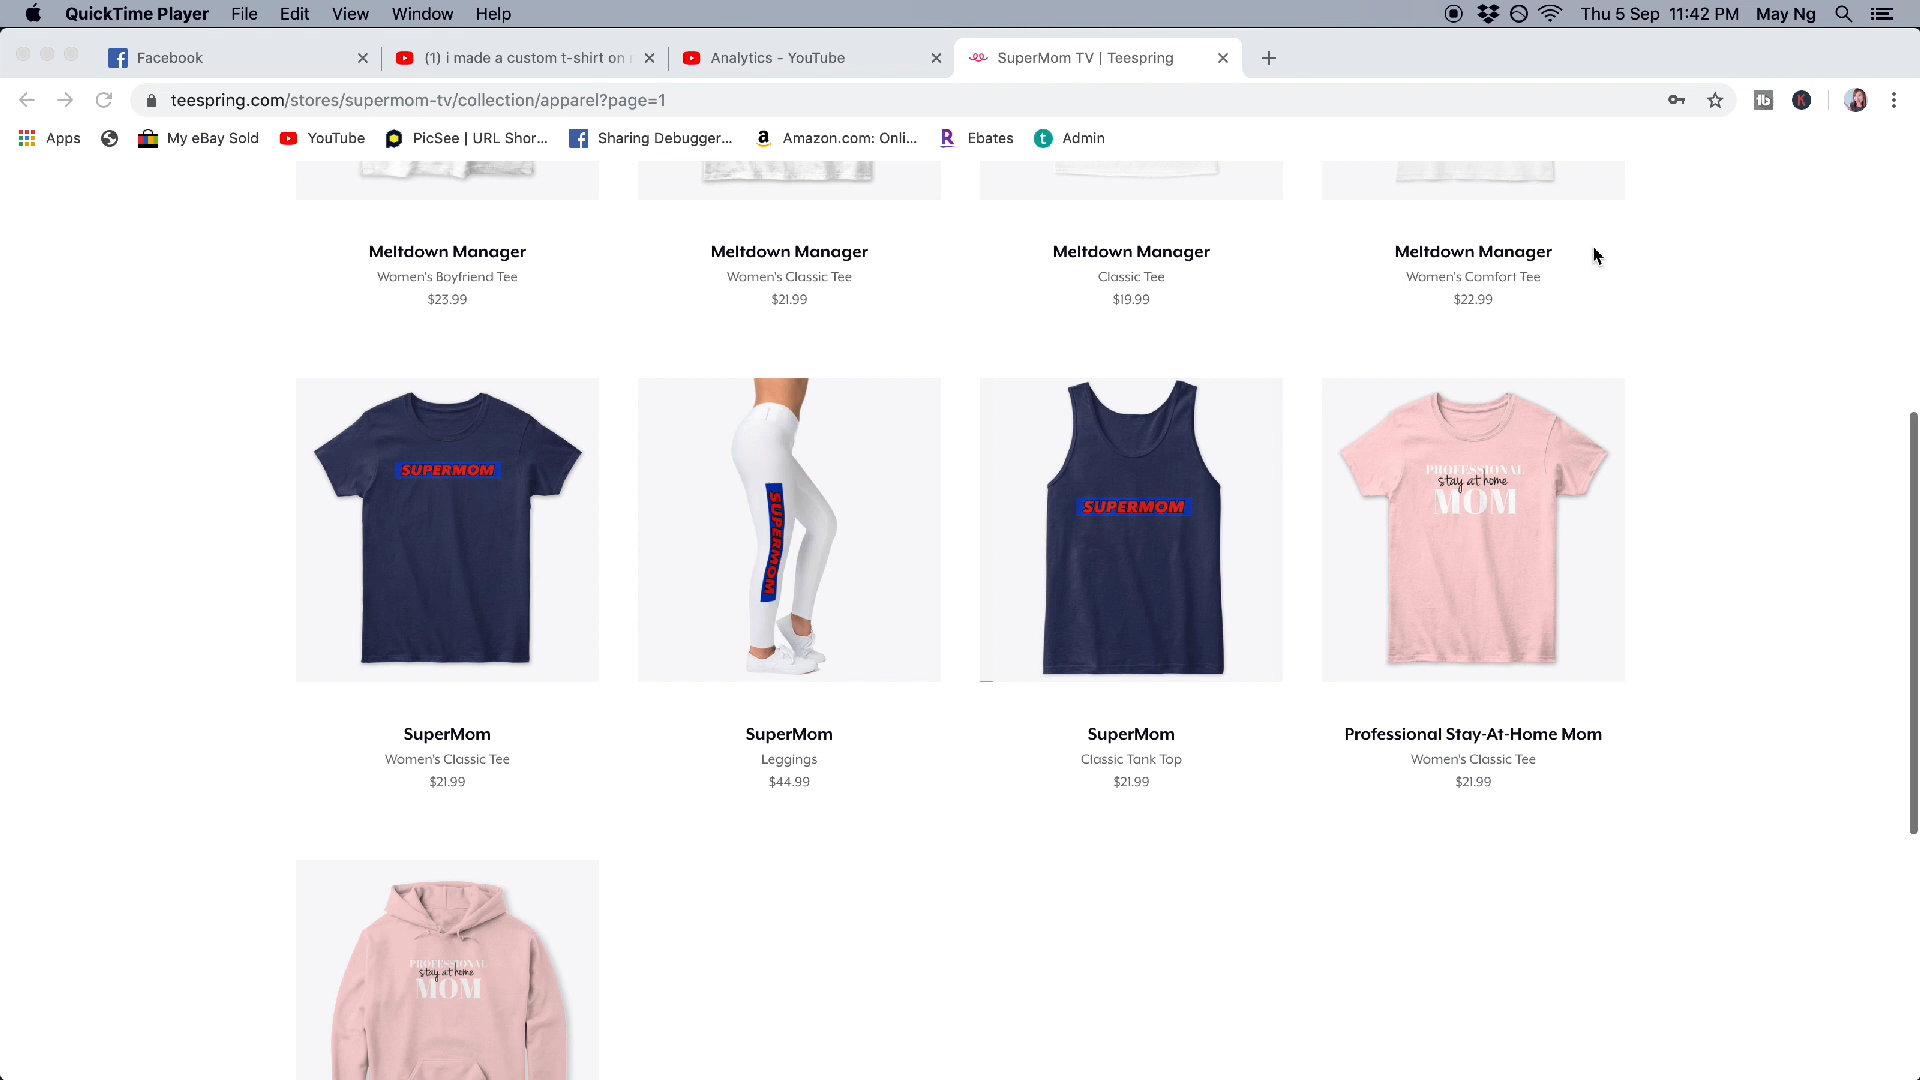 QuickTime Player File Edit View Window Help Thu 5 Sep 11:42 PM May Ng
Facebook (1) i made a custom t-shirt on Analytics - YouTube SuperMom TV | Teespring
teespring.com/stores/supermom-tv/collection/apparel?page=1
Apps My eBay Sold YouTube PicSee | URL Shor... Sharing Debugger... Amazon.com: Onli... Ebates Admin
Meltdown Manager Meltdown Manager Meltdown Manager Meltdown Manager
Women's Boyfriend Tee Women's Classic Tee Classic Tee Women's Comfort Tee
$23.99 $21.99 $19.99 $22.99
SUPERMOM
SUPERMOM
SUPERMOM
PROFESSIONAL
stay at home
MOM
SuperMom SuperMom SuperMom Professional Stay-At-Home Mom
Women's Classic Tee Leggings Classic Tank Top Women's Classic Tee
$21.99 $44.99 $21.99 $21.99
PROFESSIONAL
stay at home
MOM